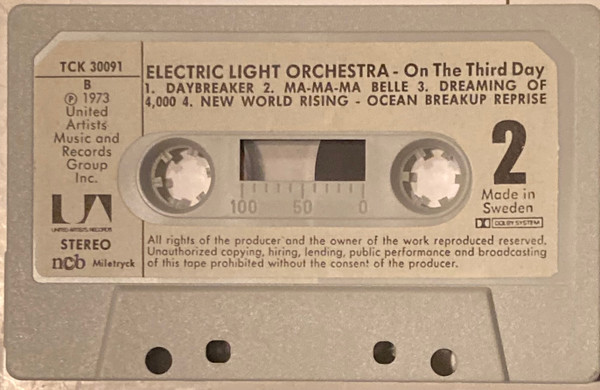 TCK 30091
B
℗ 1973
United
Artists
Music and
Records
Group
Inc.
UA
UNITED ARTISTS RECORDS
STEREO
ncb Miletryck
ELECTRIC LIGHT ORCHESTRA - On The Third Day
1. DAYBREAKER 2. MA-MA-MA BELLE 3. DREAMING OF
4,000 4. NEW WORLD RISING - OCEAN BREAKUP REPRISE
2
Made in
Sweden
DOLBY SYSTEM
100 50 0
All rights of the producer and the owner of the work reproduced reserved.
Unauthorized copying, hiring, lending, public performance and broadcasting
of this tape prohibited without the consent of the producer.